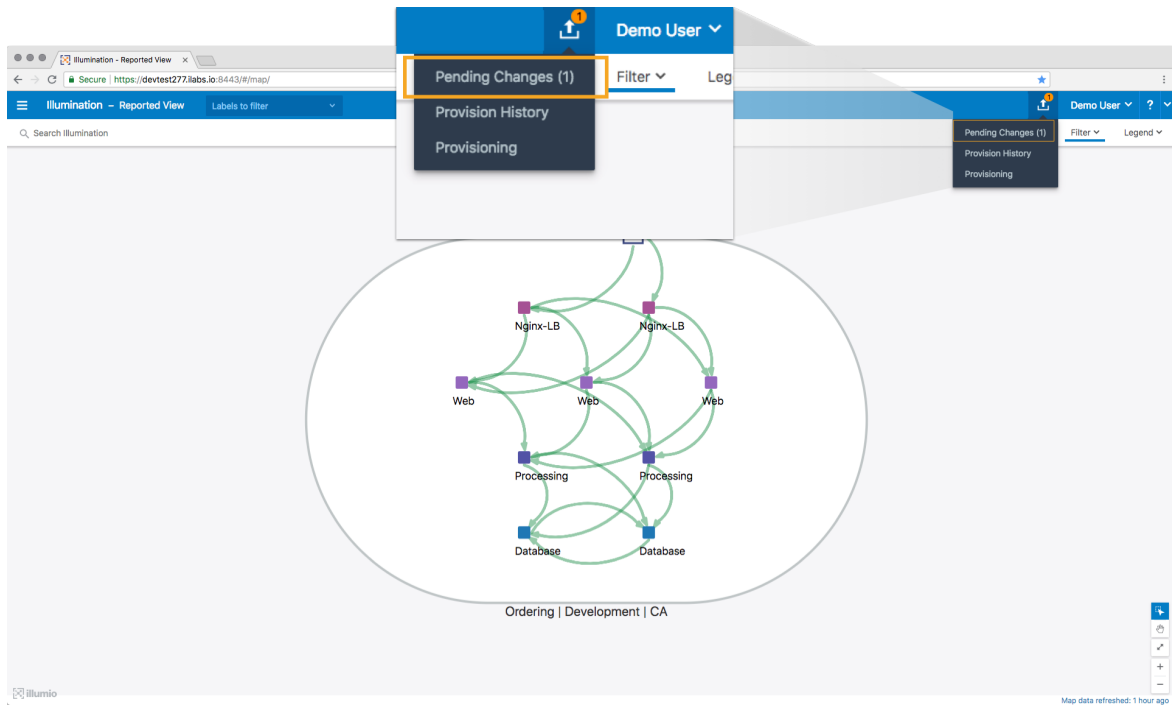 1
Demo User
Pending Changes (1)
Filter
Leg
Provision History
Provisioning
Illumination - Reported View
Secure | https://devtest277.ilabs.io:8443/#/map/
Illumination – Reported View
Labels to filter
1
Demo User
?
Search Illumination
Pending Changes (1)
Filter
Legend
Provision History
Provisioning
Nginx-LB
Nginx-LB
Web
Web
Web
Processing
Processing
Database
Database
Ordering | Development | CA
illumio
Map data refreshed: 1 hour ago